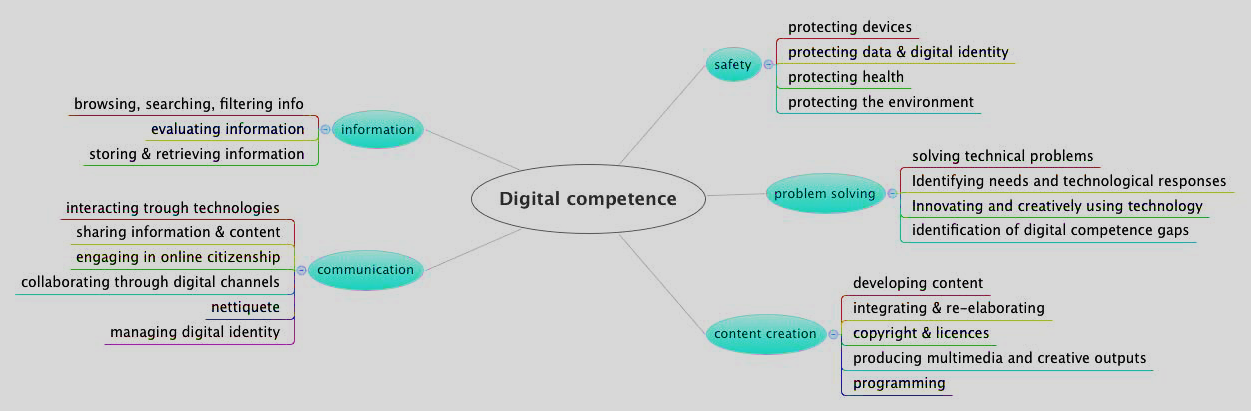 Digital competence
information
browsing, searching, filtering info
evaluating information
storing & retrieving information
communication
interacting trough technologies
sharing information & content
engaging in online citizenship
collaborating through digital channels
nettiquete
managing digital identity
safety
protecting devices
protecting data & digital identity
protecting health
protecting the environment
problem solving
solving technical problems
Identifying needs and technological responses
Innovating and creatively using technology
identification of digital competence gaps
content creation
developing content
integrating & re-elaborating
copyright & licences
producing multimedia and creative outputs
programming